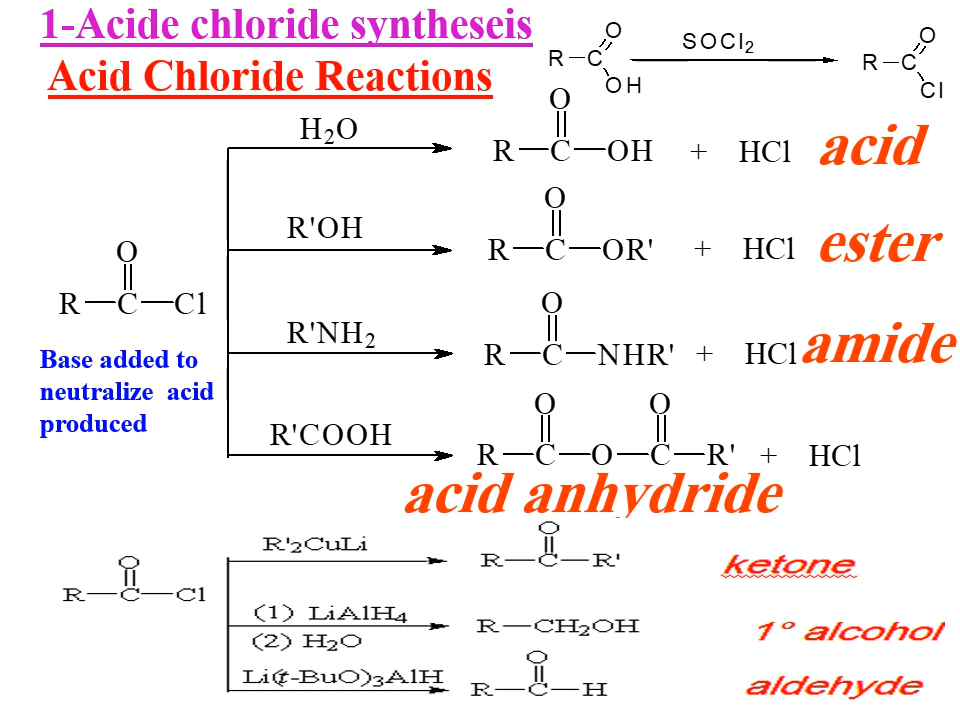 1-Acide chloride syntheseis
Acid Chloride Reactions
R—C
O
OH
SOCl2
R—C
O
Cl
H2O
O
R—C—OH + HCl acid
R'OH
O
R—C—OR' + HCl ester
O
R—C—Cl
R'NH2
O
R—C—NHR' + HCl amide
Base added to
neutralize acid
produced
R'COOH
O O
R—C—O—C—R' + HCl
acid anhydride
R'2CuLi
O
R—C—R' ketone
O
R—C—Cl
(1) LiAlH4
(2) H2O
R—CH2OH 1° alcohol
Li(t-BuO)3AlH
O
R—C—H aldehyde